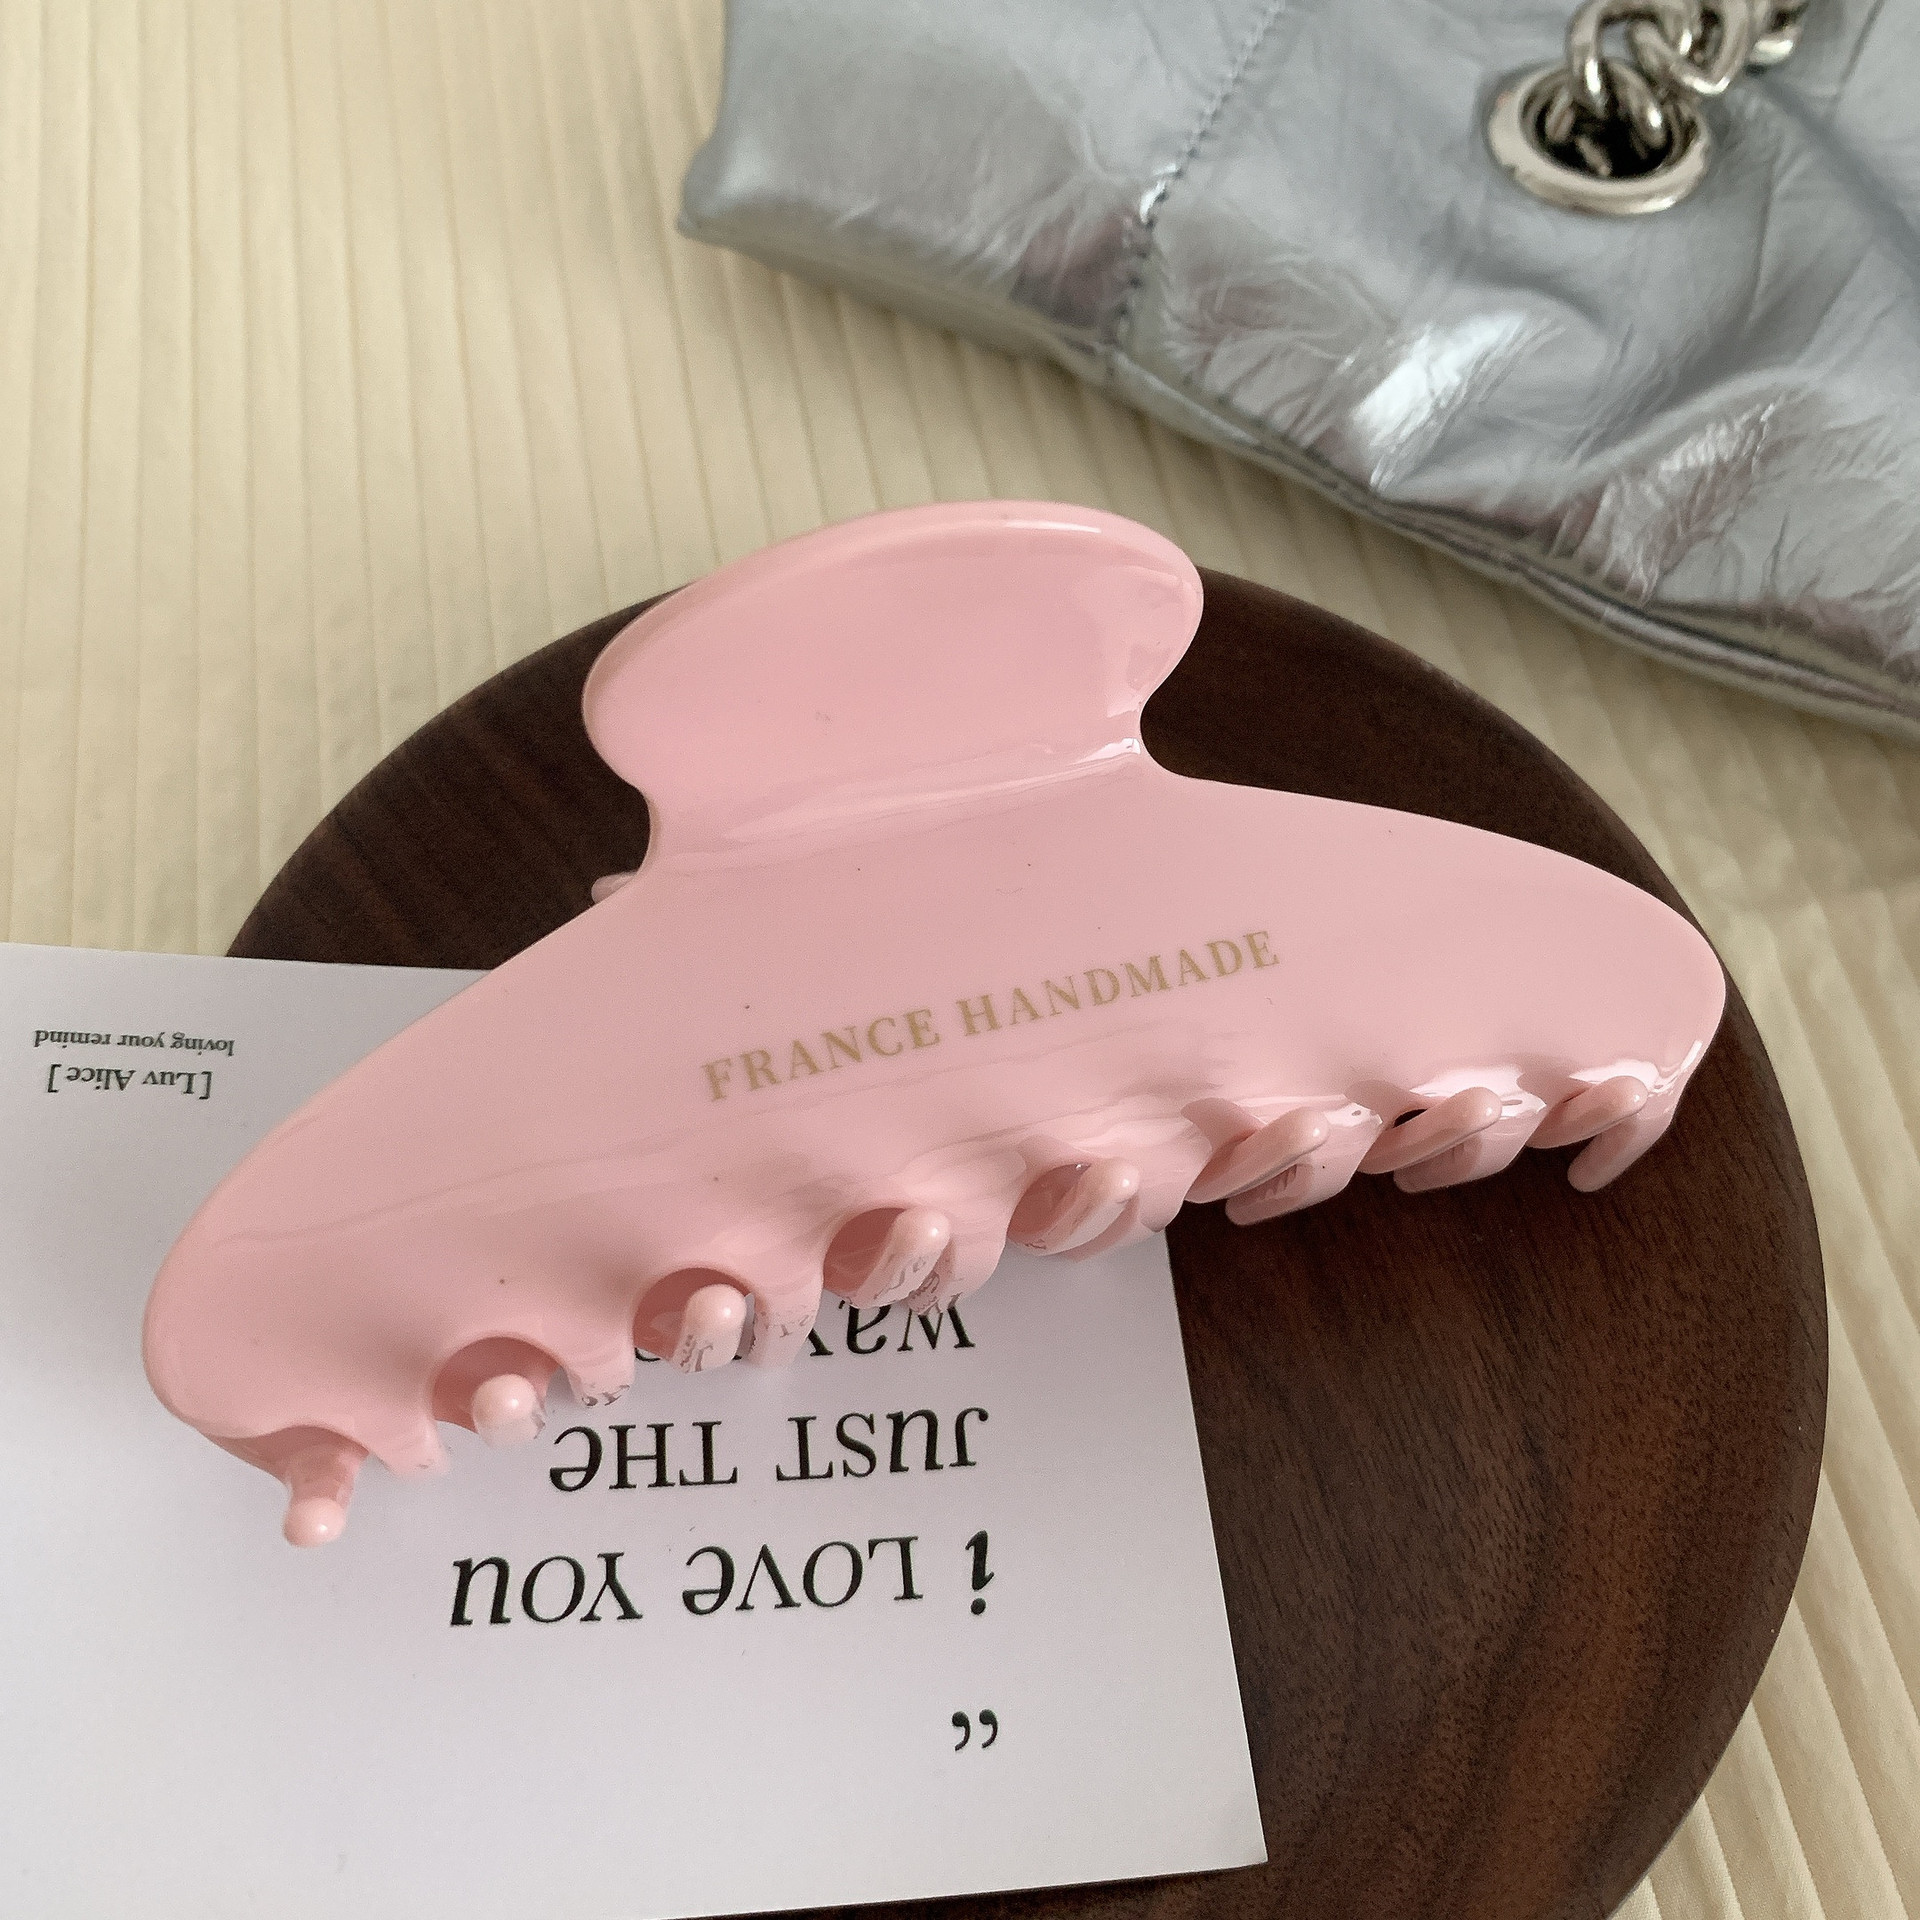 FRANCE HANDMADE
”
i LOVE YOU
JUST THE
[ Luv Alice ]
loving your remind